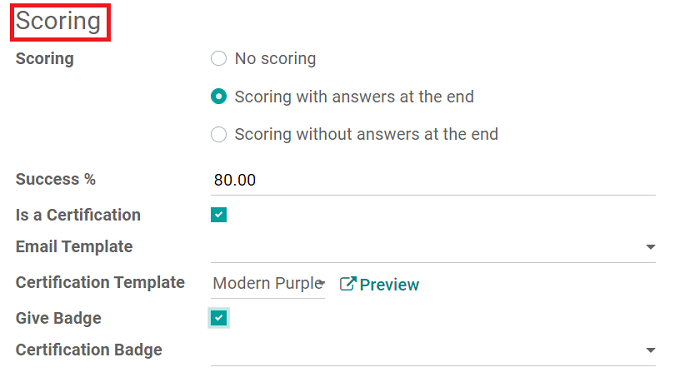 Scoring
Scoring No scoring
Scoring with answers at the end
Scoring without answers at the end
Success % 80.00
Is a Certification
Email Template
Certification Template Modern Purple Preview
Give Badge
Certification Badge